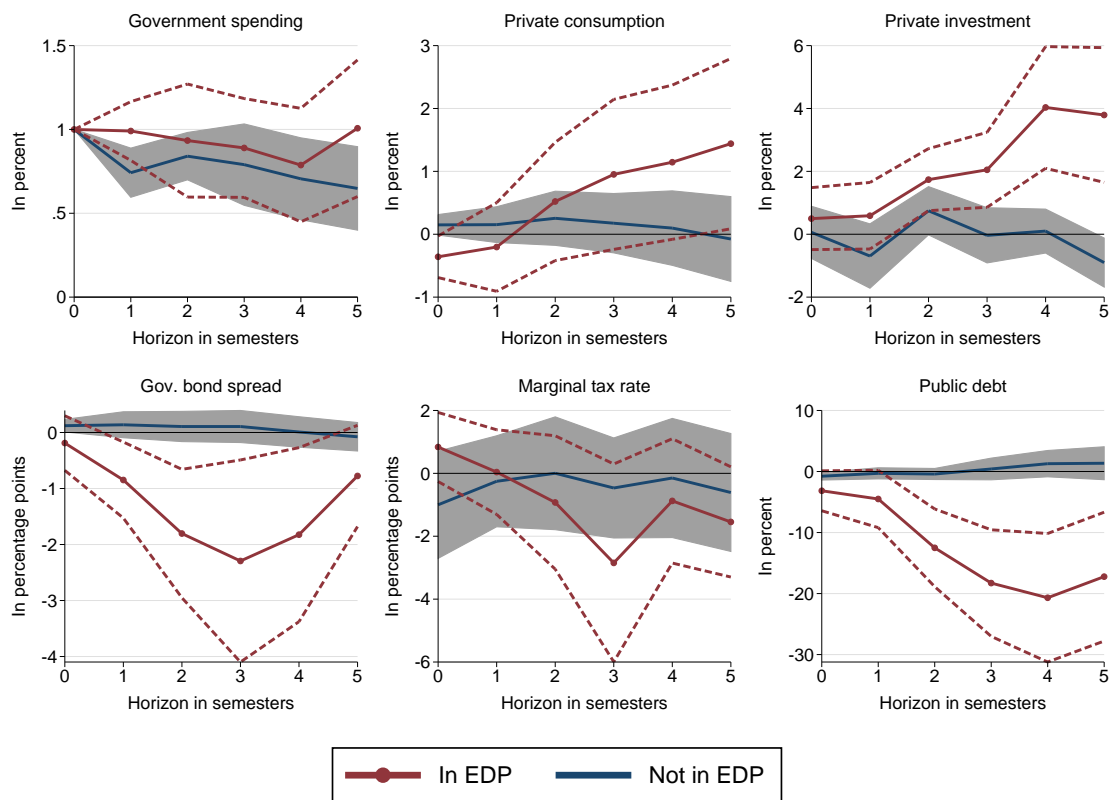 Government spending
In percent
1.5
1
.5
0
0 1 2 3 4 5
Horizon in semesters
Private consumption
In percent
3
2
1
0
-1
0 1 2 3 4 5
Horizon in semesters
Private investment
In percent
6
4
2
0
-2
0 1 2 3 4 5
Horizon in semesters
Gov. bond spread
In percentage points
0
-1
-2
-3
-4
0 1 2 3 4 5
Horizon in semesters
Marginal tax rate
In percentage points
2
0
-2
-4
-6
0 1 2 3 4 5
Horizon in semesters
Public debt
In percent
10
0
-10
-20
-30
0 1 2 3 4 5
Horizon in semesters
In EDP Not in EDP